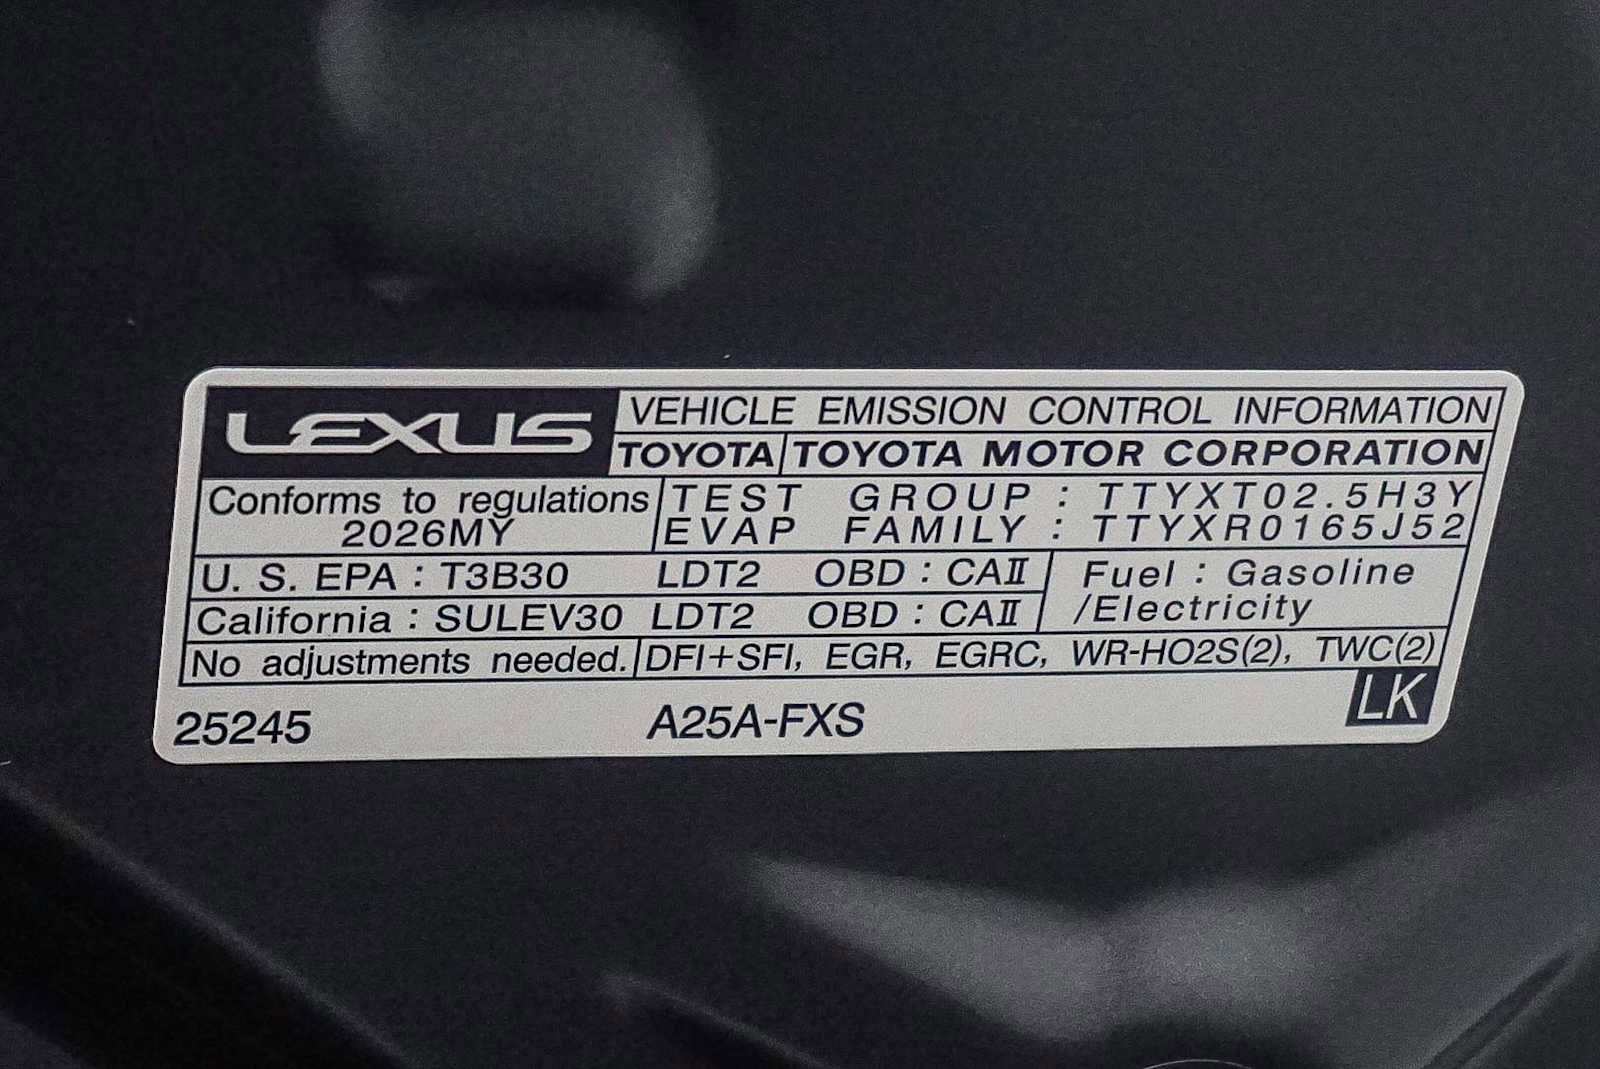 LEXUS VEHICLE EMISSION CONTROL INFORMATION
TOYOTA TOYOTA MOTOR CORPORATION
Conforms to regulations
2026MY
TEST GROUP : TTYXT02.5H3Y
EVAP FAMILY : TTYXR0165J52
U. S. EPA : T3B30 LDT2 OBD : CAII
California : SULEV30 LDT2 OBD : CAII
Fuel : Gasoline
/Electricity
No adjustments needed. DFI+SFI, EGR, EGRC, WR-HO2S(2), TWC(2)
25245 A25A-FXS LK